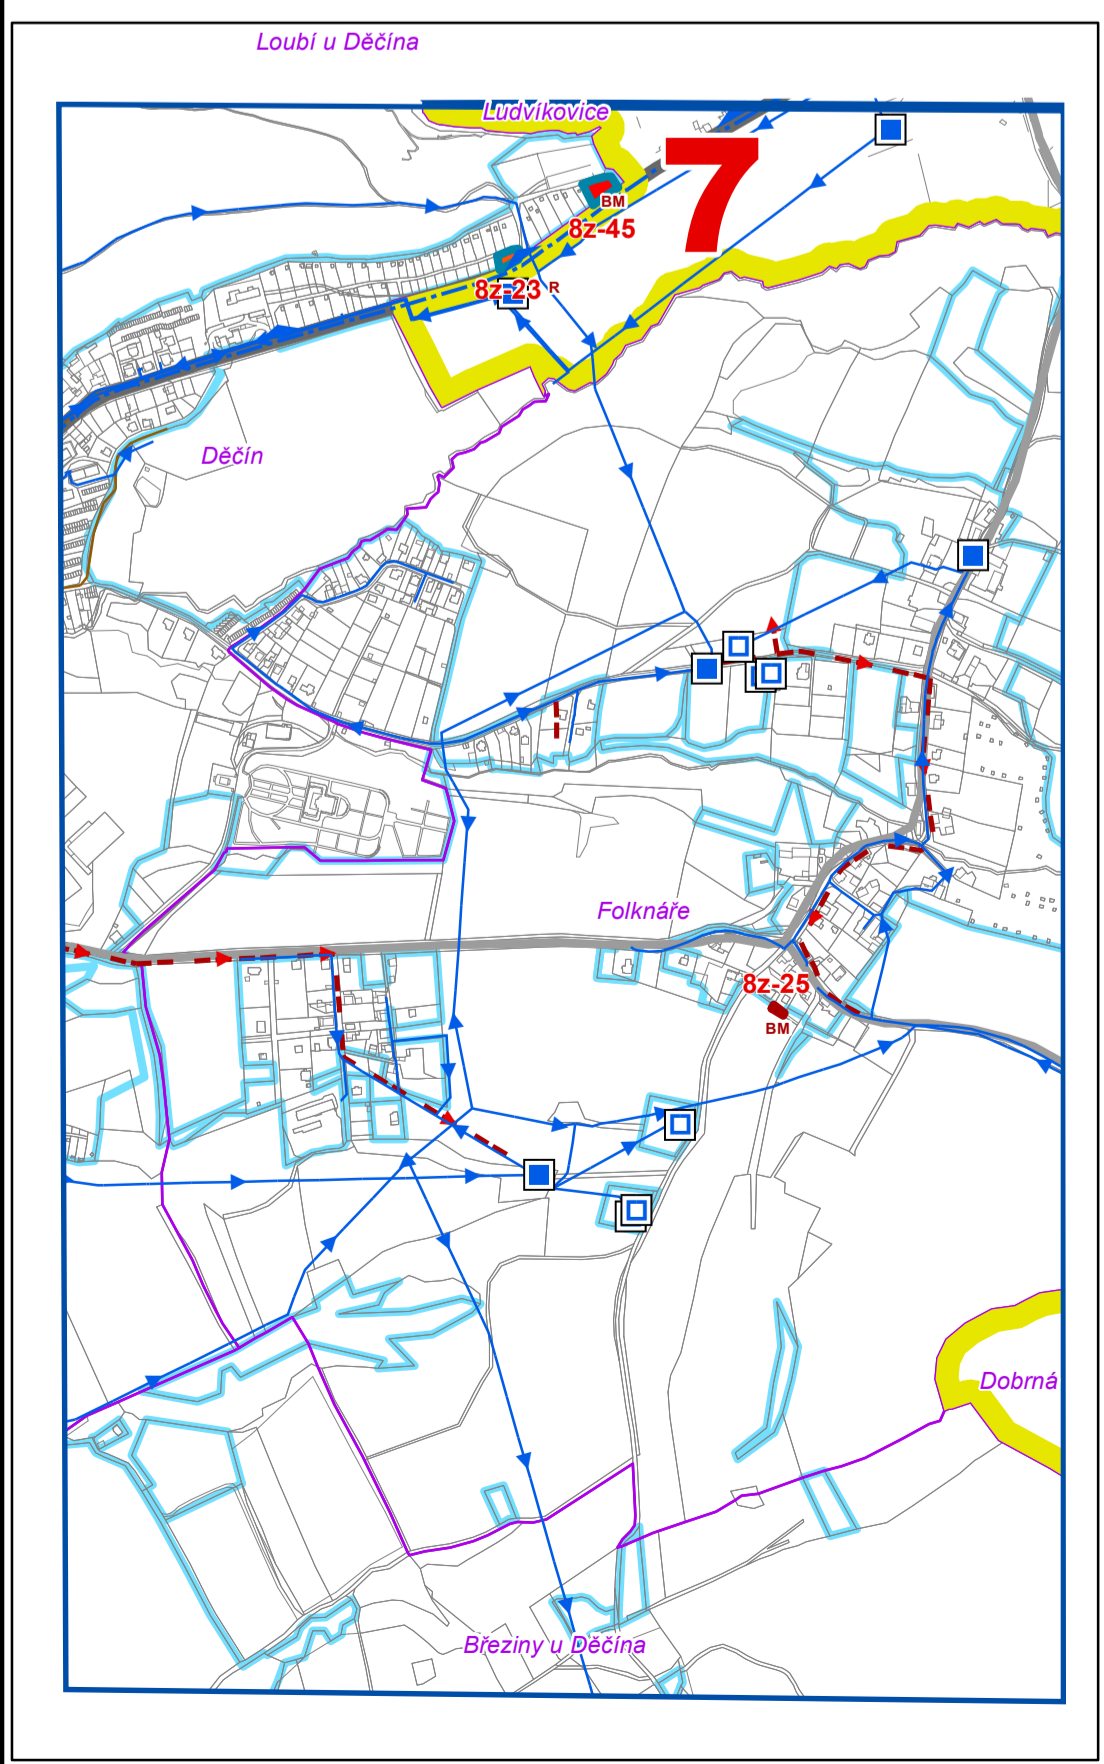 Loubí u Děčína
Ludvíkovice
7
BM
8z-45
8z-23 R
Děčín
Folknáře
8z-25
BM
Dobrná
Březiny u Děčína